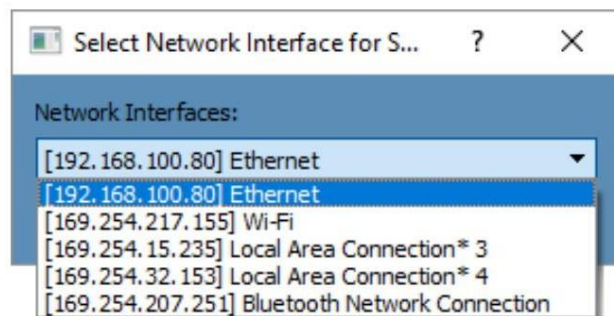 Select Network Interface for S... ?
Network Interfaces:
[192.168.100.80] Ethernet
[192.168.100.80] Ethernet
[169.254.217.155] Wi-Fi
[169.254.15.235] Local Area Connection* 3
[169.254.32.153] Local Area Connection* 4
[169.254.207.251] Bluetooth Network Connection